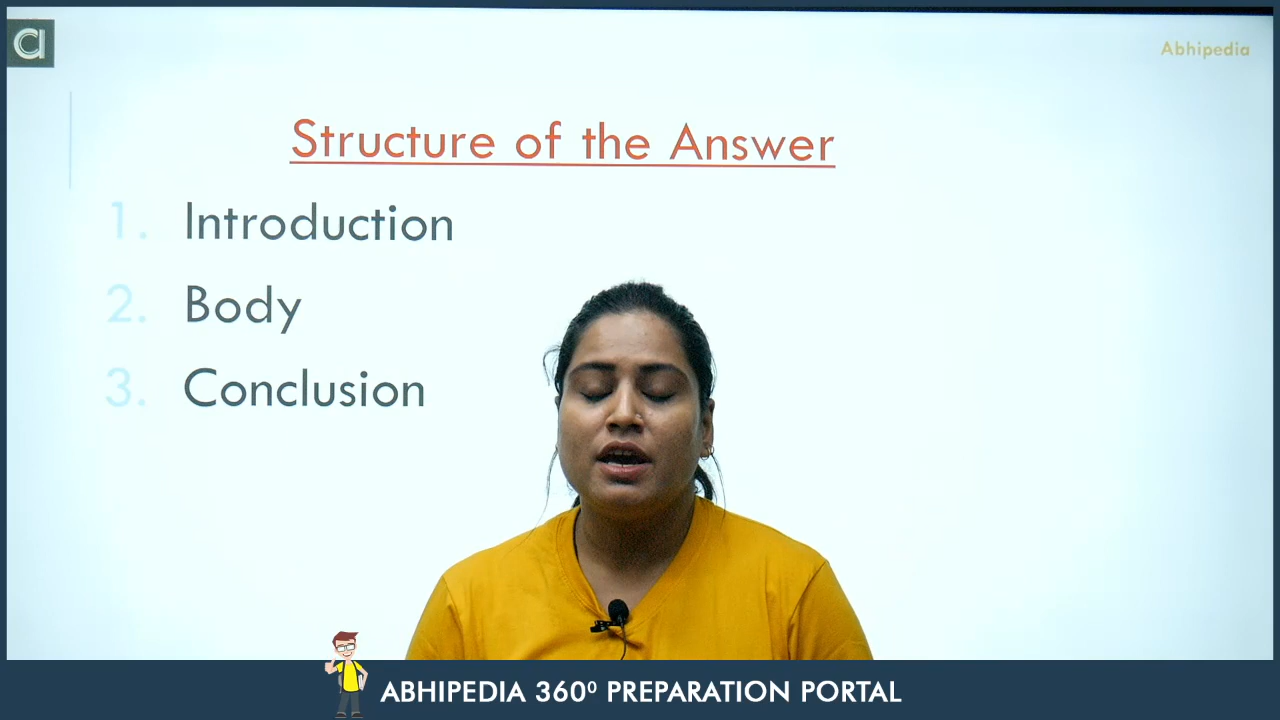 Abhipedia
Structure of the Answer
1. Introduction
2. Body
3. Conclusion
ABHIPEDIA 360⁰ PREPARATION PORTAL